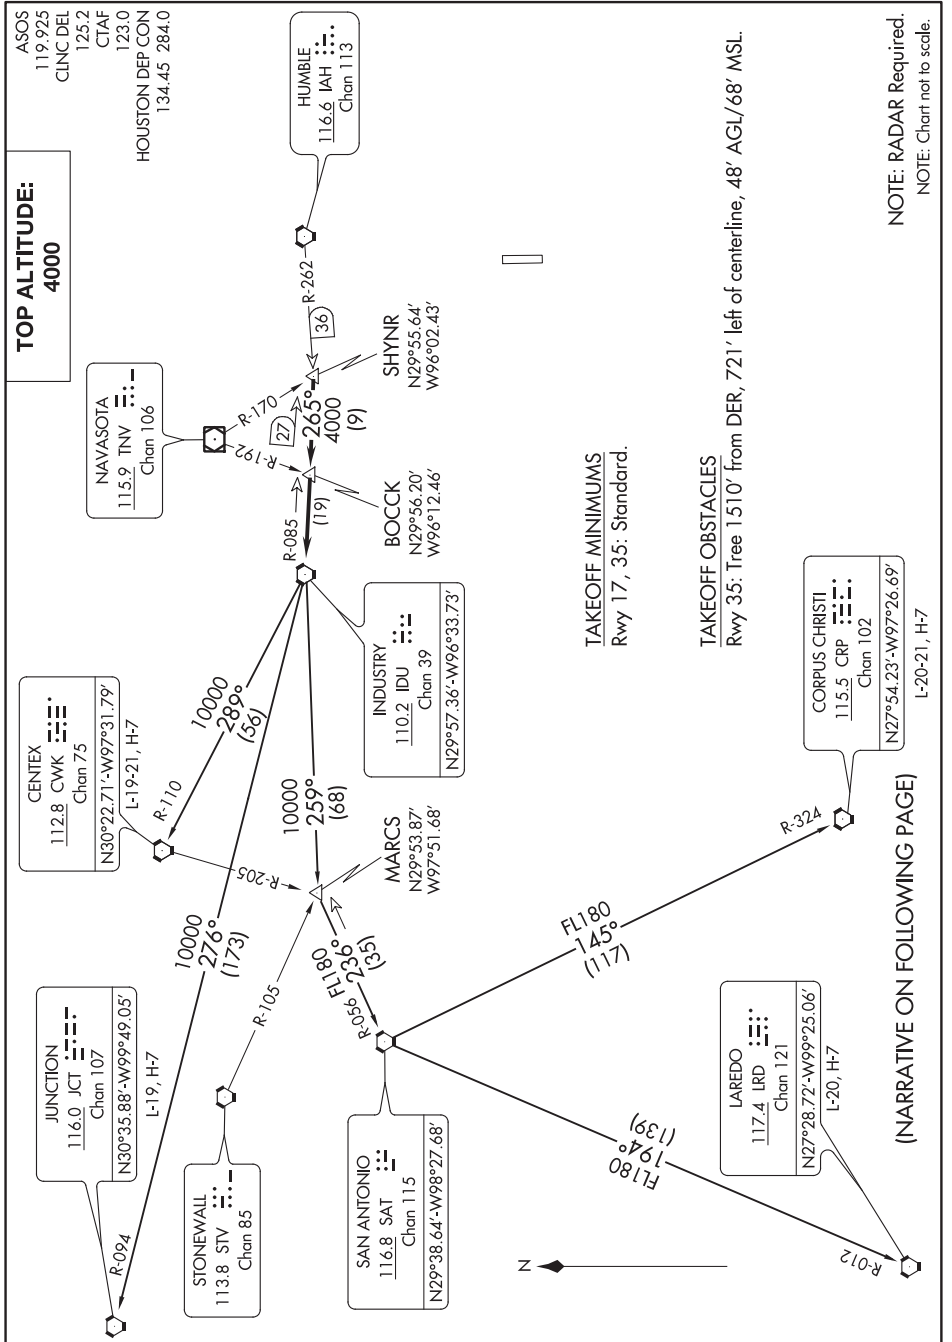 ASOS
119.925
CLNC DEL
125.2
CTAF
123.0
HOUSTON DEP CON
134.45 284.0
TOP ALTITUDE:
4000
HUMBLE
116.6 IAH
Chan 113
R-262
36
NAVASOTA
115.9 TNV
Chan 106
R-170
R-192
27
265°
4000
(9)
SHYNR
N29°55.64'
W96°02.43'
BOCCK
N29°56.20'
W96°12.46'
R-085
(19)
INDUSTRY
110.2 IDU
Chan 39
N29°57.36'-W96°33.73'
CENTEX
112.8 CWK
Chan 75
N30°22.71'-W97°31.79'
L-19-21, H-7
R-110
10000
289°
(56)
R-205
10000
259°
(68)
MARCS
N29°53.87'
W97°51.68'
JUNCTION
116.0 JCT
Chan 107
N30°35.88'-W99°49.05'
L-19, H-7
R-094
10000
276°
(173)
STONEWALL
113.8 STV
Chan 85
R-105
R-056
FL180
236°
(35)
SAN ANTONIO
116.8 SAT
Chan 115
N29°38.64'-W98°27.68'
FL180
145°
(117)
R-324
CORPUS CHRISTI
115.5 CRP
Chan 102
N27°54.23'-W97°26.69'
L-20-21, H-7
FL180
194°
(139)
R-012
LAREDO
117.4 LRD
Chan 121
N27°28.72'-W99°25.06'
L-20, H-7
N
TAKEOFF MINIMUMS
Rwy 17, 35: Standard.
TAKEOFF OBSTACLES
Rwy 35: Tree 1510' from DER, 721' left of centerline, 48' AGL/68' MSL.
(NARRATIVE ON FOLLOWING PAGE)
NOTE: RADAR Required.
NOTE: Chart not to scale.